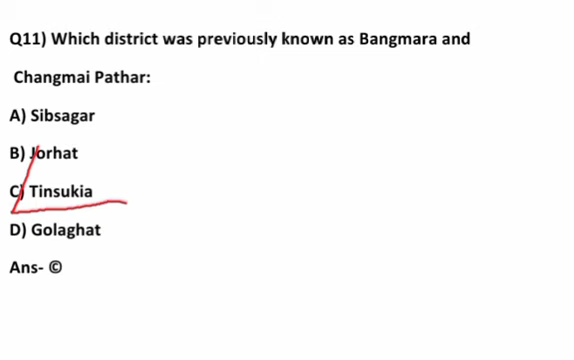 Q11) Which district was previously known as Bangmara and
Changmai Pathar:
A) Sibsagar
B) Jorhat
C) Tinsukia
D) Golaghat
Ans- ©